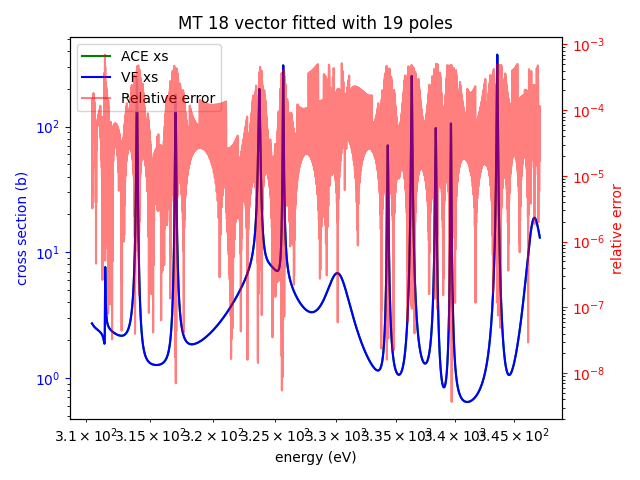 MT 18 vector fitted with 19 poles
ACE xs
VF xs
Relative error
cross section (b)
10²
10¹
10⁰
10⁻³
10⁻⁴
10⁻⁵
10⁻⁶
10⁻⁷
10⁻⁸
relative error
3.1 × 10² 3.15 × 10² 3.2 × 10² 3.25 × 10² 3.3 × 10² 3.35 × 10² 3.4 × 10² 3.45 × 10²
energy (eV)